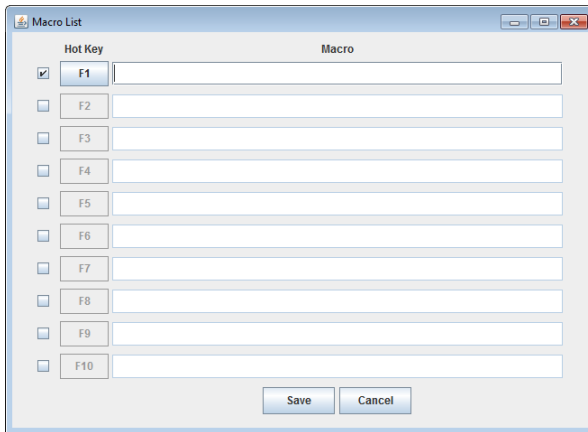 Macro List
Hot Key Macro
F1
F2
F3
F4
F5
F6
F7
F8
F9
F10
Save Cancel